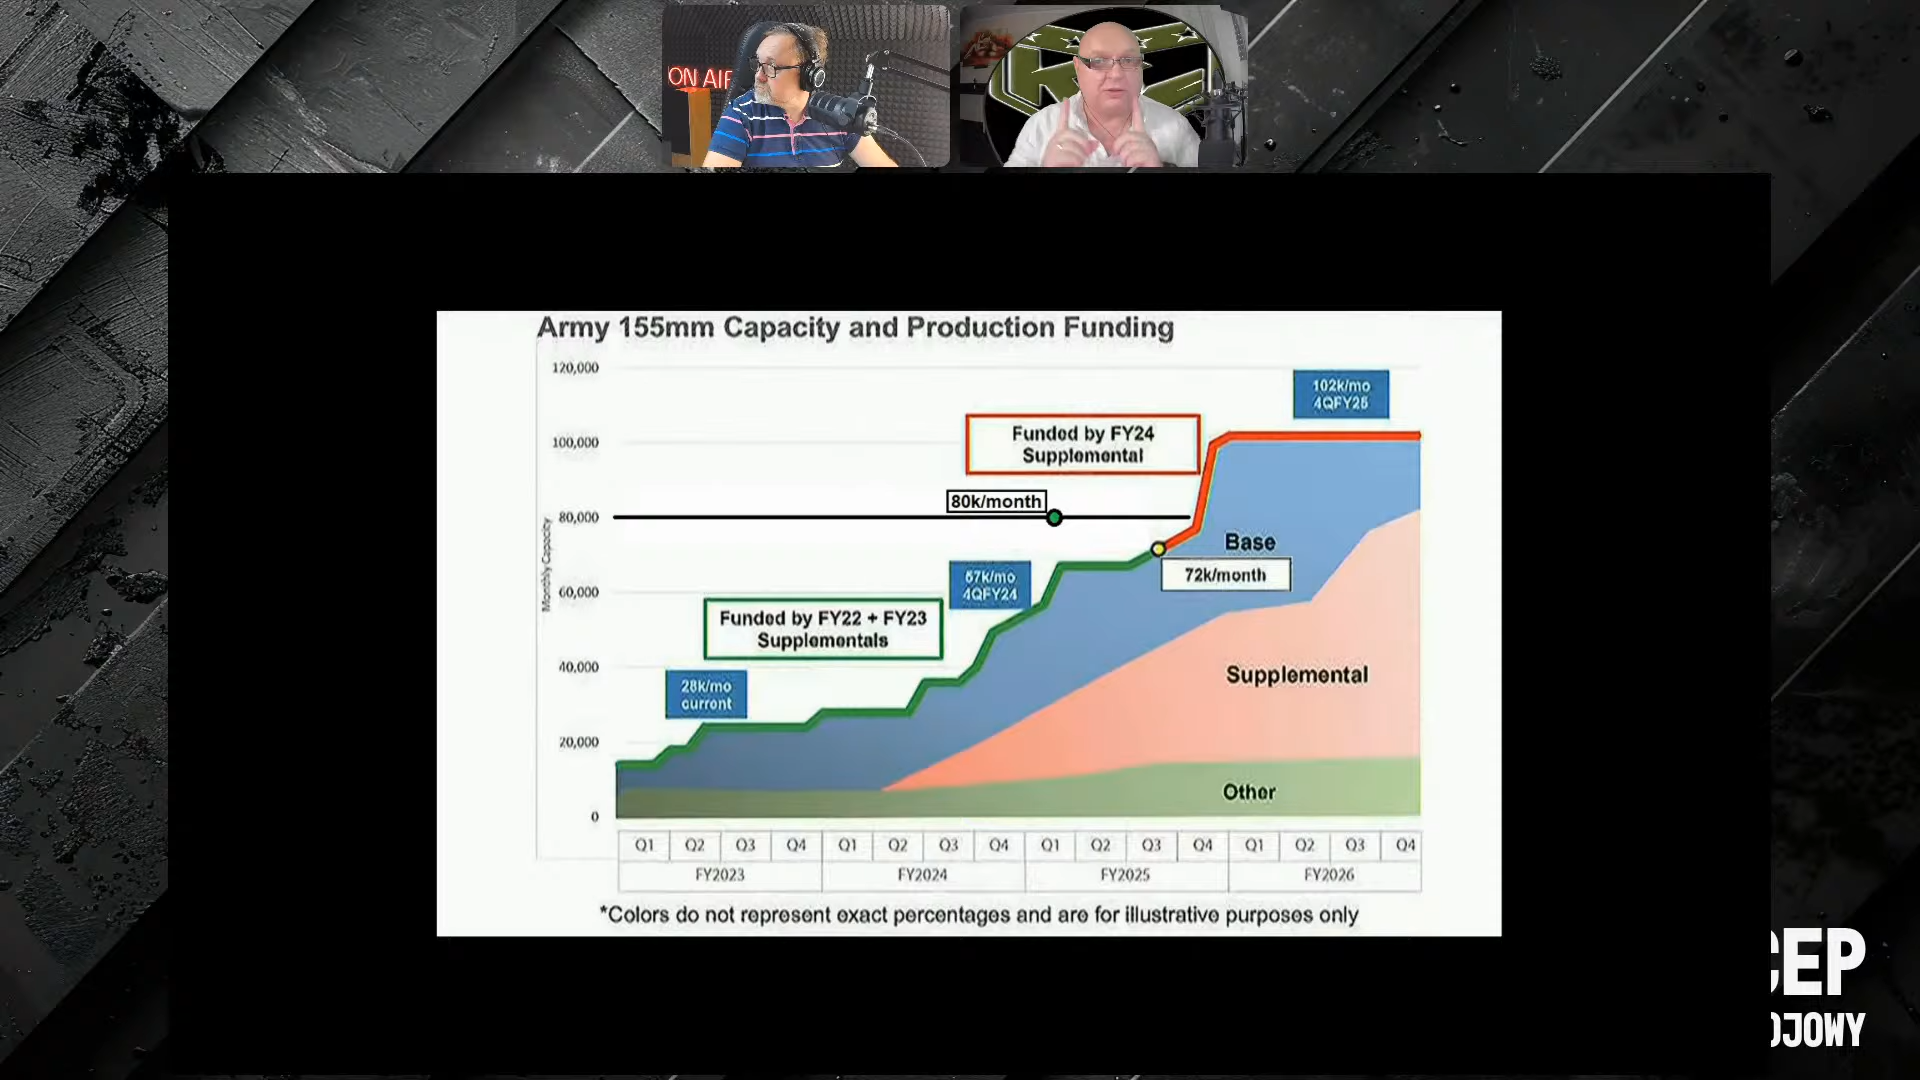 ON AIR
Army 155mm Capacity and Production Funding
120,000
102k/mo
4QFY25
Funded by FY24
Supplemental
100,000
80k/month
80,000
Base
Monthly Capacity
57k/mo
4QFY24
72k/month
60,000
Funded by FY22 + FY23
Supplementals
40,000
Supplemental
28k/mo
current
20,000
Other
0
Q1 Q2 Q3 Q4 Q1 Q2 Q3 Q4 Q1 Q2 Q3 Q4 Q1 Q2 Q3 Q4
FY2023 FY2024 FY2025 FY2026
*Colors do not represent exact percentages and are for illustrative purposes only
CEP
OJOWY